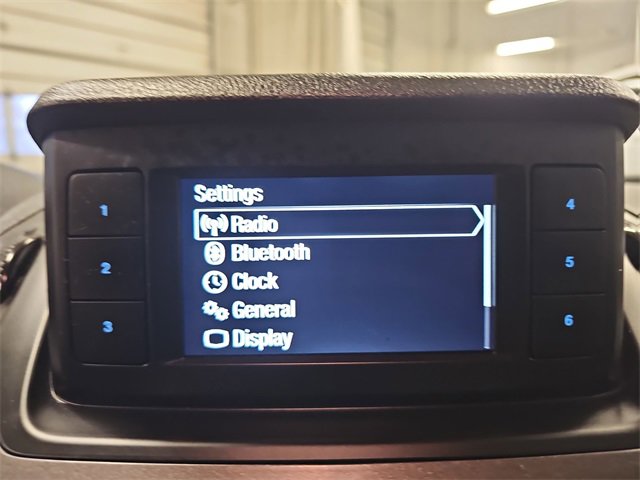 Settings
Radio
Bluetooth
Clock
General
Display
1
2
3
4
5
6